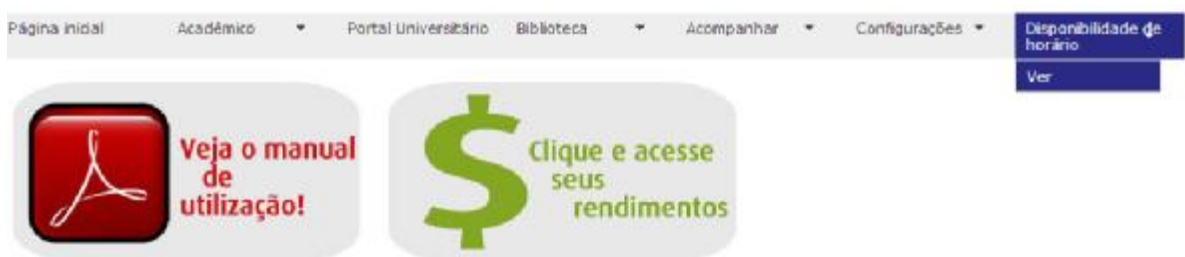 Página inicial Acadêmico Portal Universitário Biblioteca Acompanhar Configurações Disponibilidade de
horário
Ver
Veja o manual
de
utilização!
Clique e acesse
seus
rendimentos